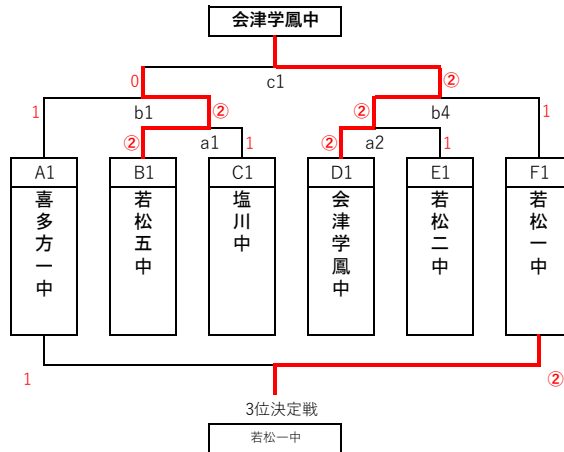 会津学鳳中
0 c1 ②
1 b1 ② ② b4 1
② a1 1 ② a2 1
A1 B1 C1 D1 E1 F1
喜多方一中
若松五中
塩川中
会津学鳳中
若松二中
若松一中
1 ②
3位決定戦
若松一中